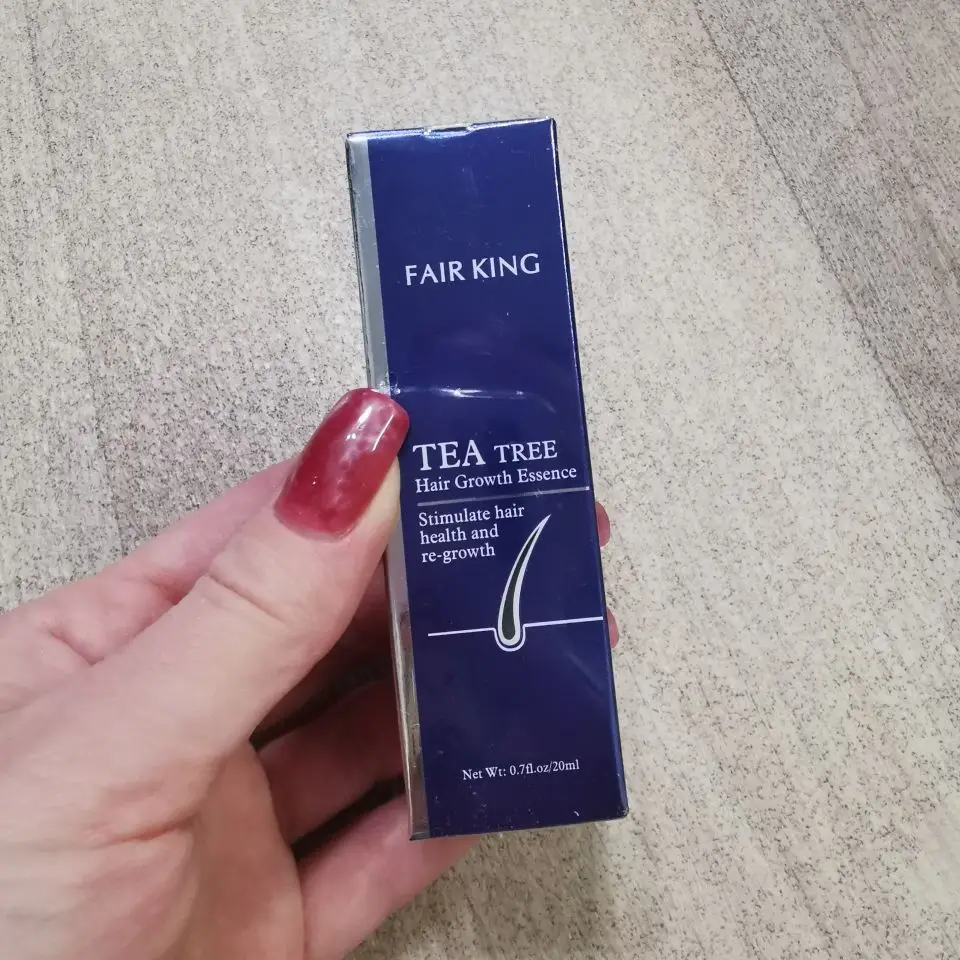 FAIR KING
TEA TREE
Hair Growth Essence
Stimulate hair
health and
re-growth
Net Wt: 0.7fl.oz/20ml